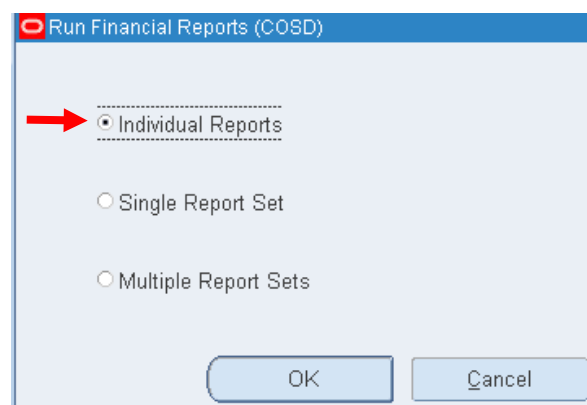 Run Financial Reports (COSD)
Individual Reports
Single Report Set
Multiple Report Sets
OK Cancel